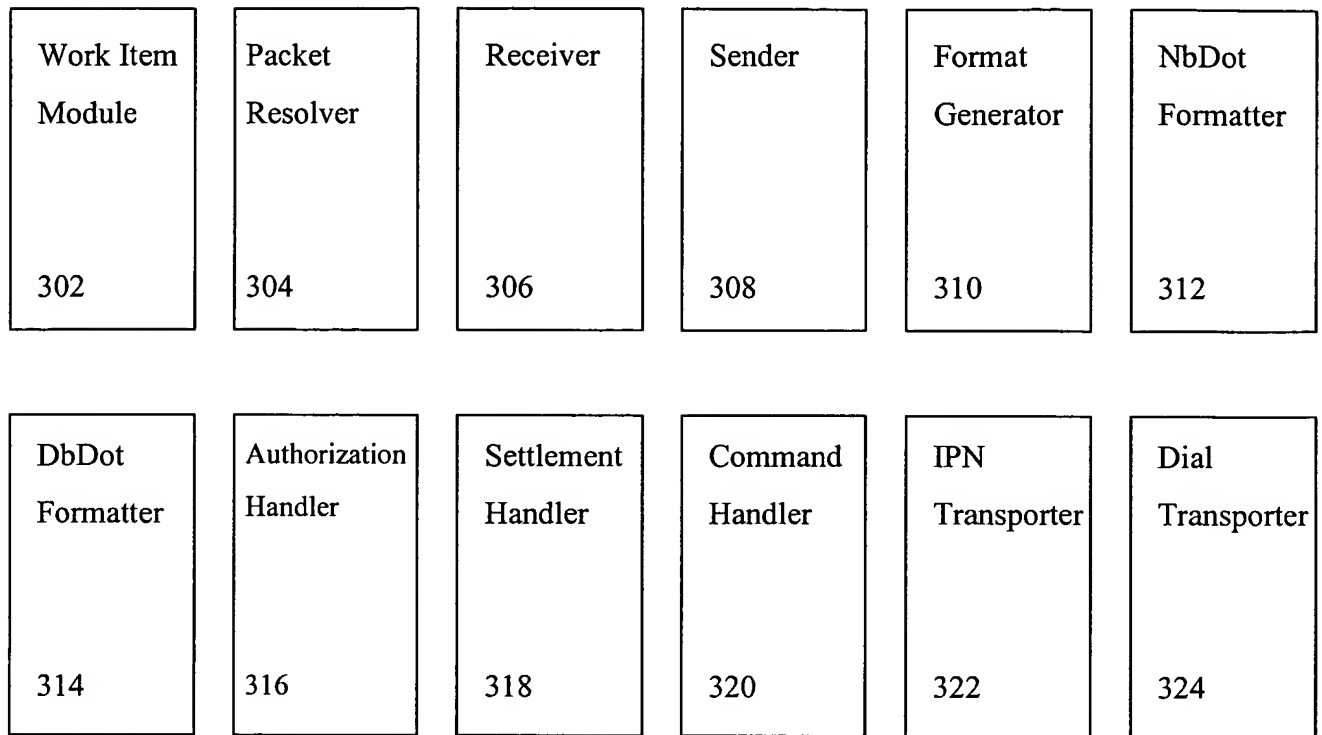 Work Item
Module
302
Packet
Resolver
304
Receiver
306
Sender
308
Format
Generator
310
NbDot
Formatter
312
DbDot
Formatter
314
Authorization
Handler
316
Settlement
Handler
318
Command
Handler
320
IPN
Transporter
322
Dial
Transporter
324